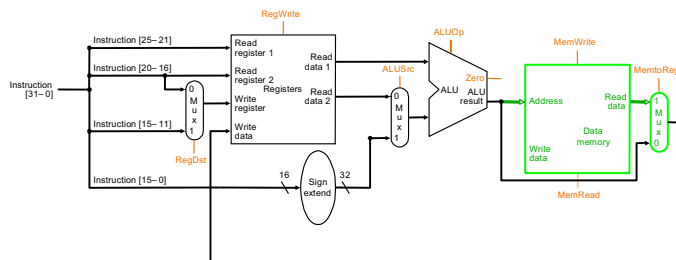 RegWrite
Instruction [25–21]
Read
register 1
Read
data 1
ALUOp
MemWrite
Instruction [20–16]
Read
register 2
Registers
Read
data 2
ALUSrc
Zero
MemtoReg
Instruction
[31–0]
0
M
u
x
1
Write
register
Write
data
0
M
u
x
1
ALU
ALU
result
Address
Read
data
Data
memory
Write
data
1
M
u
x
0
Instruction [15–11]
RegDst
Instruction [15–0]
16
Sign
extend
32
MemRead